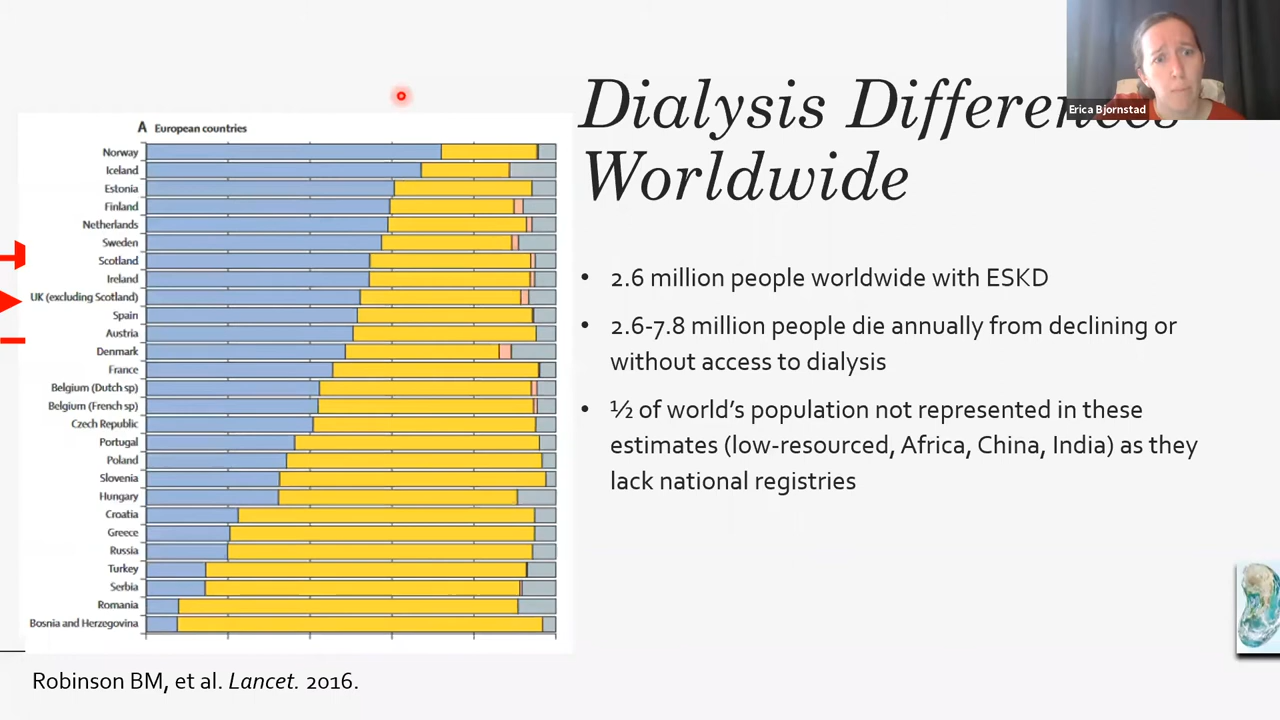 Dialysis Differences
Worldwide
Erica Bjornstad
A European countries
Norway
Iceland
Estonia
Finland
Netherlands
Sweden
Scotland
Ireland
UK (excluding Scotland)
Spain
Austria
Denmark
France
Belgium (Dutch sp)
Belgium (French sp)
Czech Republic
Portugal
Poland
Slovenia
Hungary
Croatia
Greece
Russia
Turkey
Serbia
Romania
Bosnia and Herzegovina
• 2.6 million people worldwide with ESKD
• 2.6-7.8 million people die annually from declining or
without access to dialysis
• ½ of world’s population not represented in these
estimates (low-resourced, Africa, China, India) as they
lack national registries
Robinson BM, et al. Lancet. 2016.